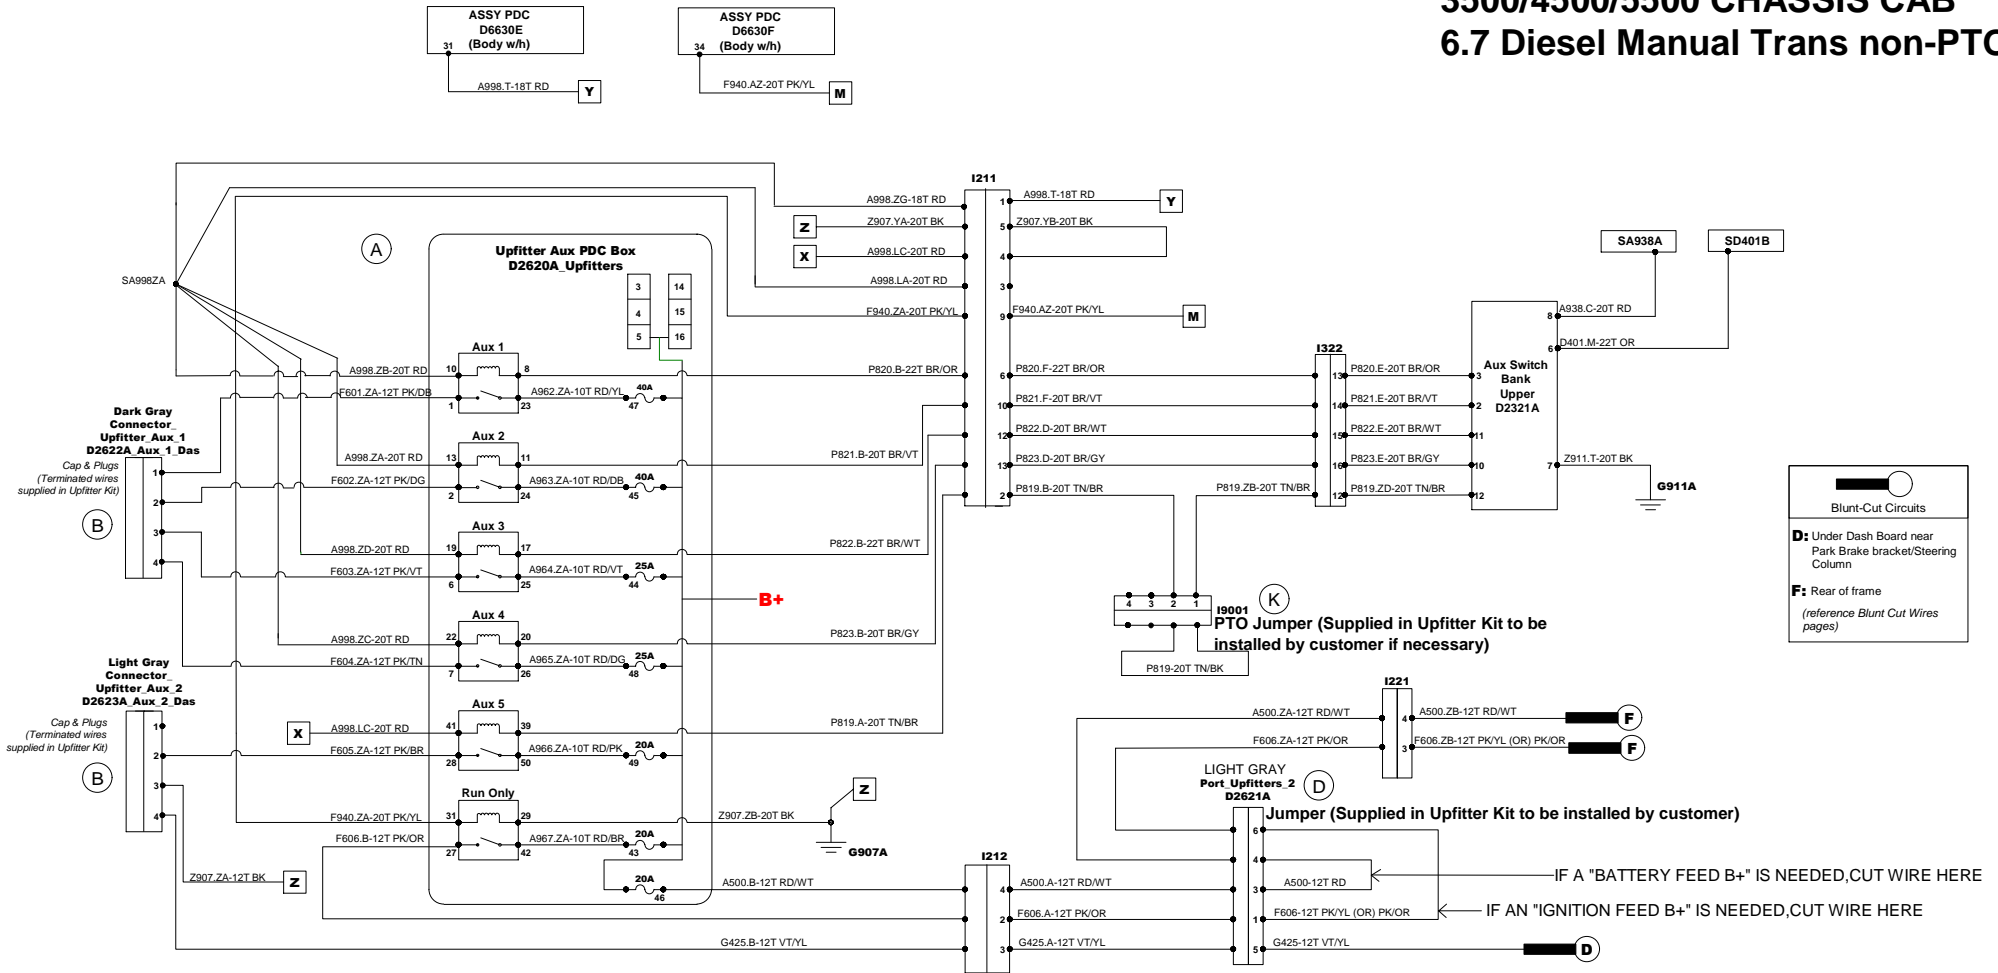 3500/4500/5500 CHASSIS CAB
6.7 Diesel Manual Trans non-PTO
ASSY PDC
D6630E
(Body w/h)
31
A998.T-18T RD
Y
ASSY PDC
D6630F
(Body w/h)
34
F940.AZ-20T PK/YL
M
SA998ZA
A
Upfitter Aux PDC Box
D2620A_Upfitters
3 14
4 15
5 16
Aux 1
A998.ZB-20T RD 10 8
F601.ZA-12T PK/DB 1 23 A962.ZA-10T RD/YL 40A 47
Aux 2
A998.ZA-20T RD 13 11
F602.ZA-12T PK/DG 2 24 A963.ZA-10T RD/DB 40A 45
Aux 3
A998.ZD-20T RD 19 17
F603.ZA-12T PK/VT 6 25 A964.ZA-10T RD/VT 25A 44
B+
Aux 4
A998.ZC-20T RD 22 20
F604.ZA-12T PK/TN 7 26 A965.ZA-10T RD/DG 25A 48
Aux 5
X A998.LC-20T RD 41 39
F605.ZA-12T PK/BR 28 50 A966.ZA-10T RD/PK 20A 49
Run Only
F940.ZA-20T PK/YL 31 29
F606.B-12T PK/OR 27 42 A967.ZA-10T RD/BR 20A 43
20A 46
Dark Gray
Connector_
Upfitter_Aux_1
D2622A_Aux_1_Das
Cap & Plugs
(Terminated wires
supplied in Upfitter Kit)
1
2
3
4
B
Light Gray
Connector_
Upfitter_Aux_2
D2623A_Aux_2_Das
Cap & Plugs
(Terminated wires
supplied in Upfitter Kit)
1
2
3
4
B
Z907.ZA-12T BK Z
Z907.ZB-20T BK
Z
G907A
I211
A998.ZG-18T RD 1 A998.T-18T RD Y
Z Z907.YA-20T BK 5 Z907.YB-20T BK
X A998.LC-20T RD 4
A998.LA-20T RD 3
F940.ZA-20T PK/YL 9 F940.AZ-20T PK/YL M
P820.B-22T BR/OR 6 P820.F-22T BR/OR
P821.B-20T BR/VT 10 P821.F-20T BR/VT
P822.B-22T BR/WT 12 P822.D-20T BR/WT
P823.B-20T BR/GY 13 P823.D-20T BR/GY
P819.A-20T TN/BR 2 P819.B-20T TN/BR
P819.ZB-20T TN/BR
I322
13 P820.E-20T BR/OR 3
14 P821.E-20T BR/VT 2
15 P822.E-20T BR/WT 11
16 P823.E-20T BR/GY 10
12 P819.ZD-20T TN/BR 12
Aux Switch
Bank
Upper
D2321A
SA938A
SD401B
8 A938.C-20T RD
6 D401.M-22T OR
7 Z911.T-20T BK
G911A
4 3 2 1
I9001
K
PTO Jumper (Supplied in Upfitter Kit to be
installed by customer if necessary)
P819-20T TN/BK
Blunt-Cut Circuits
D: Under Dash Board near
Park Brake bracket/Steering
Column
F: Rear of frame
(reference Blunt Cut Wires
pages)
I221
A500.ZA-12T RD/WT 4 A500.ZB-12T RD/WT F
F606.ZA-12T PK/OR 3 F606.ZB-12T PK/YL (OR) PK/OR F
LIGHT GRAY
Port_Upfitters_2
D2621A
D
Jumper (Supplied in Upfitter Kit to be installed by customer)
6
4
3 A500-12T RD
1 F606-12T PK/YL (OR) PK/OR
5 G425-12T VT/YL D
IF A "BATTERY FEED B+" IS NEEDED,CUT WIRE HERE
IF AN "IGNITION FEED B+" IS NEEDED,CUT WIRE HERE
I212
A500.B-12T RD/WT 4 A500.A-12T RD/WT
2 F606.A-12T PK/OR
G425.B-12T VT/YL 3 G425.A-12T VT/YL